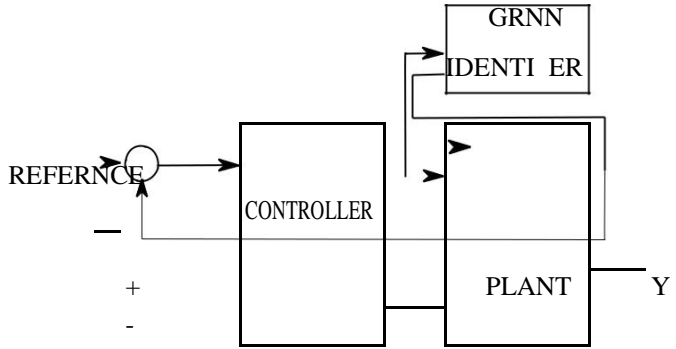 GRNN
IDENTI ER
REFERNCE
CONTROLLER
PLANT
Y
+
-